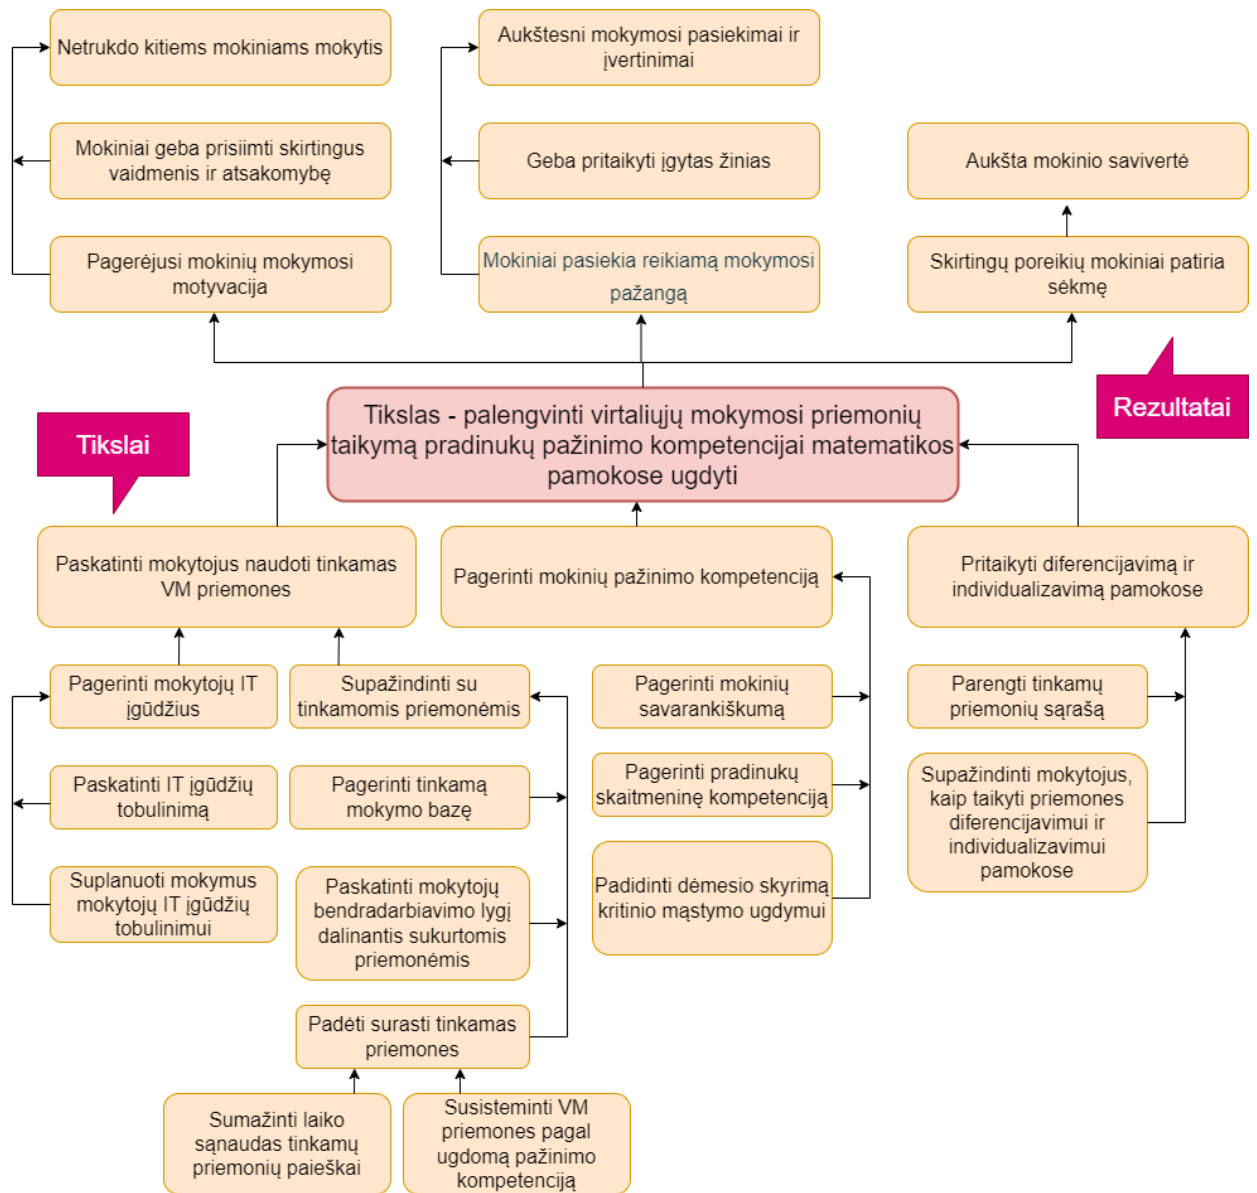 Netrukdo kitiems mokiniams mokytis
Aukštesni mokymosi pasiekimai ir
įvertinimai
Mokiniai geba prisiimti skirtingus
vaidmenis ir atsakomybę
Geba pritaikyti įgytas žinias
Aukšta mokinio savivertė
Pagerėjusi mokinių mokymosi
motyvacija
Mokiniai pasiekia reikiamą mokymosi
pažangą
Skirtingų poreikių mokiniai patiria
sėkmę
Rezultatai
Tikslai
Tikslas - palengvinti virtaliųjų mokymosi priemonių
taikymą pradinukų pažinimo kompetencijai matematikos
pamokose ugdyti
Paskatinti mokytojus naudoti tinkamas
VM priemones
Pagerinti mokinių pažinimo kompetenciją
Pritaikyti diferencijavimą ir
individualizavimą pamokose
Pagerinti mokytojų IT
įgūdžius
Supažindinti su
tinkamomis priemonėmis
Pagerinti mokinių
savarankiškumą
Parengti tinkamų
priemonių sąrašą
Paskatinti IT įgūdžių
tobulinimą
Pagerinti tinkamą
mokymo bazę
Pagerinti pradinukų
skaitmeninę kompetenciją
Supažindinti mokytojus,
kaip taikyti priemones
diferencijavimui ir
individualizavimui
pamokose
Suplanuoti mokymus
mokytojų IT įgūdžių
tobulinimui
Paskatinti mokytojų
bendradarbiavimo lygį
dalinantis sukurtomis
priemonėmis
Padidinti dėmesio skyrimą
kritinio mąstymo ugdymui
Padėti surasti tinkamas
priemones
Sumažinti laiko
sąnaudas tinkamų
priemonių paieškai
Susisteminti VM
priemones pagal
ugdomą pažinimo
kompetenciją